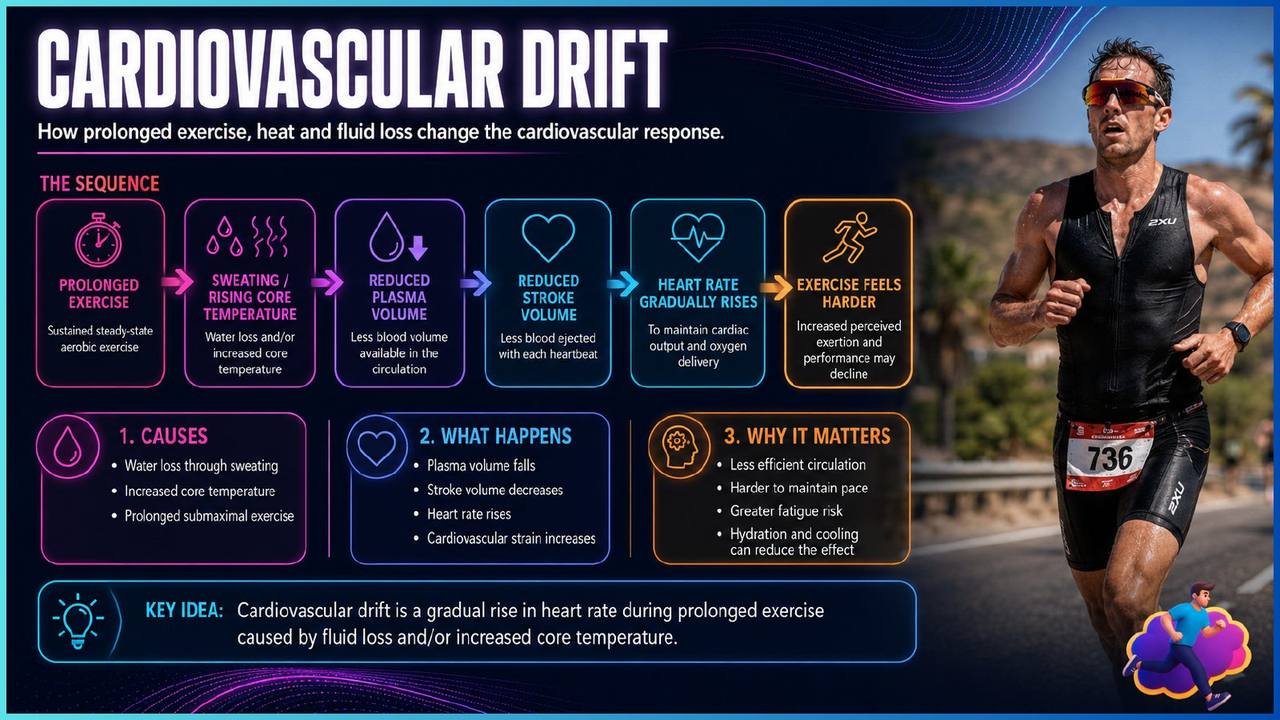 CARDIOVASCULAR DRIFT
How prolonged exercise, heat and fluid loss change the cardiovascular response.
THE SEQUENCE
PROLONGED
EXERCISE
Sustained steady-state
aerobic exercise
SWEATING /
RISING CORE
TEMPERATURE
Water loss and/or
increased core
temperature
REDUCED
PLASMA
VOLUME
Less blood volume
available in the
circulation
REDUCED
STROKE
VOLUME
Less blood ejected
with each heartbeat
HEART RATE
GRADUALLY RISES
To maintain cardiac
output and oxygen
delivery
EXERCISE FEELS
HARDER
Increased perceived
exertion and
performance may
decline
1. CAUSES
• Water loss through sweating
• Increased core temperature
• Prolonged submaximal exercise
2. WHAT HAPPENS
• Plasma volume falls
• Stroke volume decreases
• Heart rate rises
• Cardiovascular strain increases
3. WHY IT MATTERS
• Less efficient circulation
• Harder to maintain pace
• Greater fatigue risk
• Hydration and cooling
can reduce the effect
KEY IDEA: Cardiovascular drift is a gradual rise in heart rate during prolonged exercise
caused by fluid loss and/or increased core temperature.
2XU
736
2XU